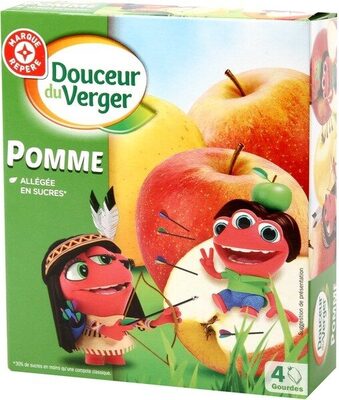 MARQUE
REPÈRE
Douceur
du Verger
POMME
ALLÉGÉE
EN SUCRES*
Suggestion de présentation
*30% de sucres en moins qu'une compote classique.
4
Gourdes
Douceur
du Verger